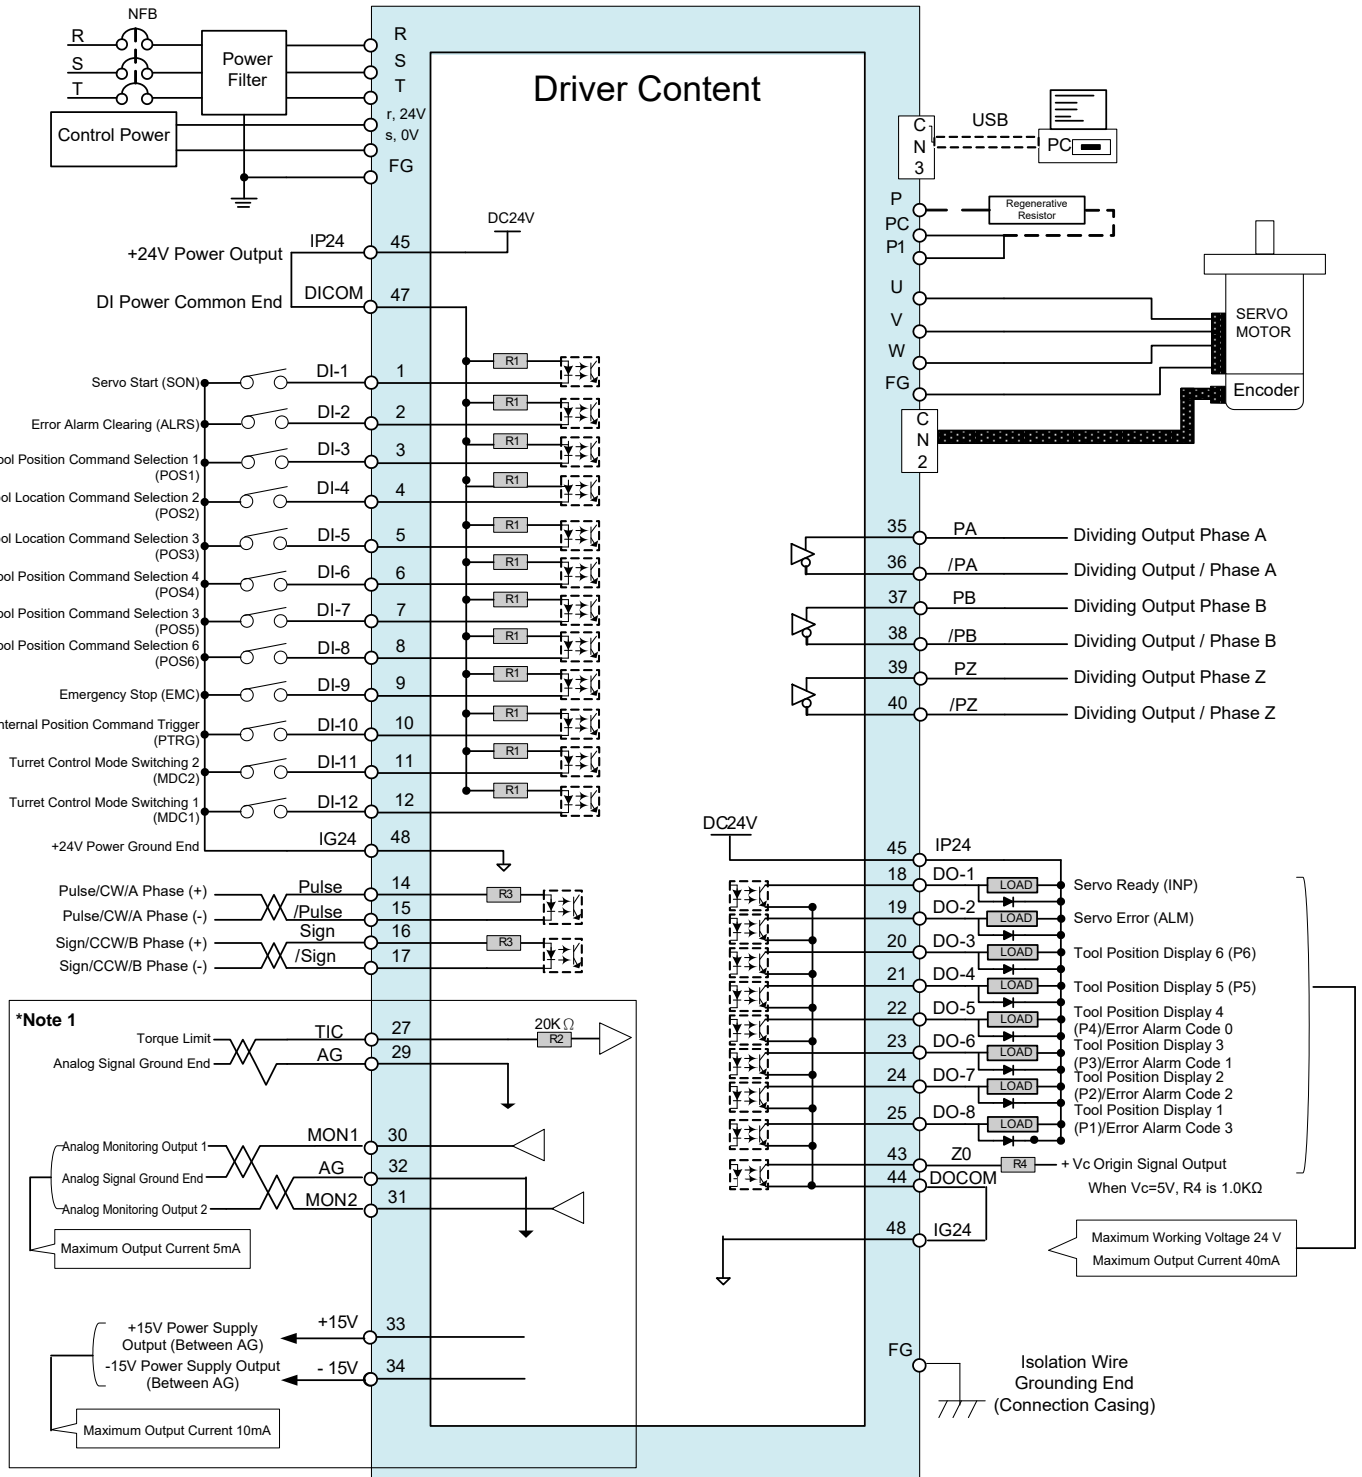 NFB
R
S
T
Power
Filter
Control Power
R
S
T
r, 24V
s, 0V
FG
Driver Content
DC24V
+24V Power Output
IP24
45
DI Power Common End
DICOM
47
Servo Start (SON)
DI-1
1
R1
Error Alarm Clearing (ALRS)
DI-2
2
R1
ool Position Command Selection 1
(POS1)
DI-3
3
R1
ol Location Command Selection 2
(POS2)
DI-4
4
R1
ol Location Command Selection 3
(POS3)
DI-5
5
R1
ool Position Command Selection 4
(POS4)
DI-6
6
R1
ool Position Command Selection 3
(POS5)
DI-7
7
R1
ool Position Command Selection 6
(POS6)
DI-8
8
R1
Emergency Stop (EMC)
DI-9
9
R1
nternal Position Command Trigger
(PTRG)
DI-10
10
R1
Turret Control Mode Switching 2
(MDC2)
DI-11
11
R1
Turret Control Mode Switching 1
(MDC1)
DI-12
12
R1
+24V Power Ground End
IG24
48
Pulse/CW/A Phase (+)
Pulse
14
R3
Pulse/CW/A Phase (-)
/Pulse
15
Sign/CCW/B Phase (+)
Sign
16
R3
Sign/CCW/B Phase (-)
/Sign
17
*Note 1
Torque Limit
TIC
27
20KΩ
R2
Analog Signal Ground End
AG
29
Analog Monitoring Output 1
MON1
30
Analog Signal Ground End
AG
32
Analog Monitoring Output 2
MON2
31
Maximum Output Current 5mA
+15V Power Supply
Output (Between AG)
+15V
33
-15V Power Supply Output
(Between AG)
- 15V
34
Maximum Output Current 10mA
C
N
3
USB
PC
P
PC
P1
Regenerative
Resistor
U
V
W
FG
SERVO
MOTOR
Encoder
C
N
2
35
PA
Dividing Output Phase A
36
/PA
Dividing Output / Phase A
37
PB
Dividing Output Phase B
38
/PB
Dividing Output / Phase B
39
PZ
Dividing Output Phase Z
40
/PZ
Dividing Output / Phase Z
DC24V
45
IP24
18
DO-1
LOAD
Servo Ready (INP)
19
DO-2
LOAD
Servo Error (ALM)
20
DO-3
LOAD
Tool Position Display 6 (P6)
21
DO-4
LOAD
Tool Position Display 5 (P5)
22
DO-5
LOAD
Tool Position Display 4
(P4)/Error Alarm Code 0
23
DO-6
LOAD
Tool Position Display 3
(P3)/Error Alarm Code 1
24
DO-7
LOAD
Tool Position Display 2
(P2)/Error Alarm Code 2
25
DO-8
LOAD
Tool Position Display 1
(P1)/Error Alarm Code 3
43
Z0
R4
+ Vc Origin Signal Output
44
DOCOM
When Vc=5V, R4 is 1.0KΩ
48
IG24
Maximum Working Voltage 24 V
Maximum Output Current 40mA
FG
Isolation Wire
Grounding End
(Connection Casing)